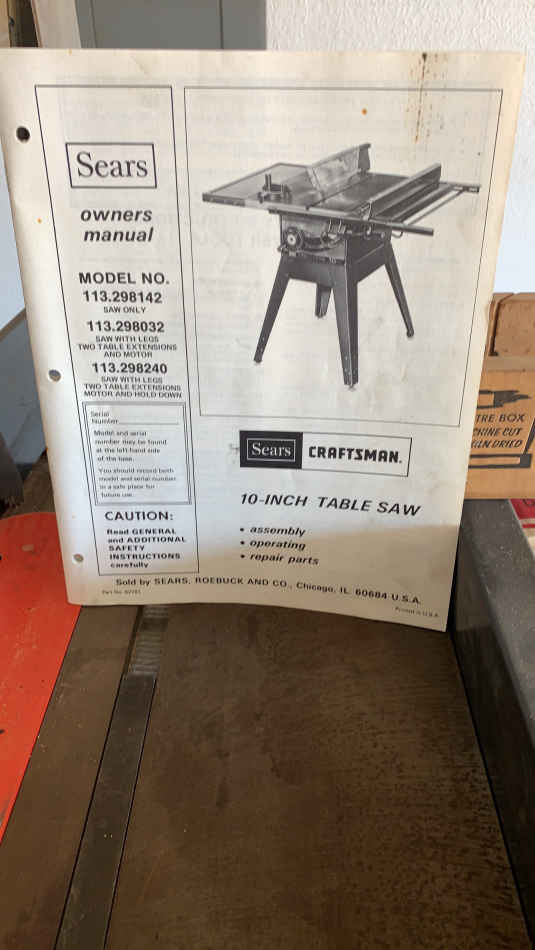 Sears
owners
manual
MODEL NO.
113.298142
SAW ONLY
113.298032
SAW WITH LEGS
TWO TABLE EXTENSIONS
AND MOTOR
113.298240
SAW WITH LEGS
TWO TABLE EXTENSIONS
MOTOR AND HOLD DOWN
Serial
Number
Model and serial
number may be found
at the left-hand side
of the base.
You should record both
model and serial number
in a safe place for
future use.
CAUTION:
Read GENERAL
and ADDITIONAL
SAFETY
INSTRUCTIONS
carefully
Sears CRAFTSMAN.
10-INCH TABLE SAW
• assembly
• operating
• repair parts
Sold by SEARS, ROEBUCK AND CO., Chicago, IL. 60684 U.S.A.
Part No.
Printed in U.S.A.
TRE BOX
HINE CUT
DRIED